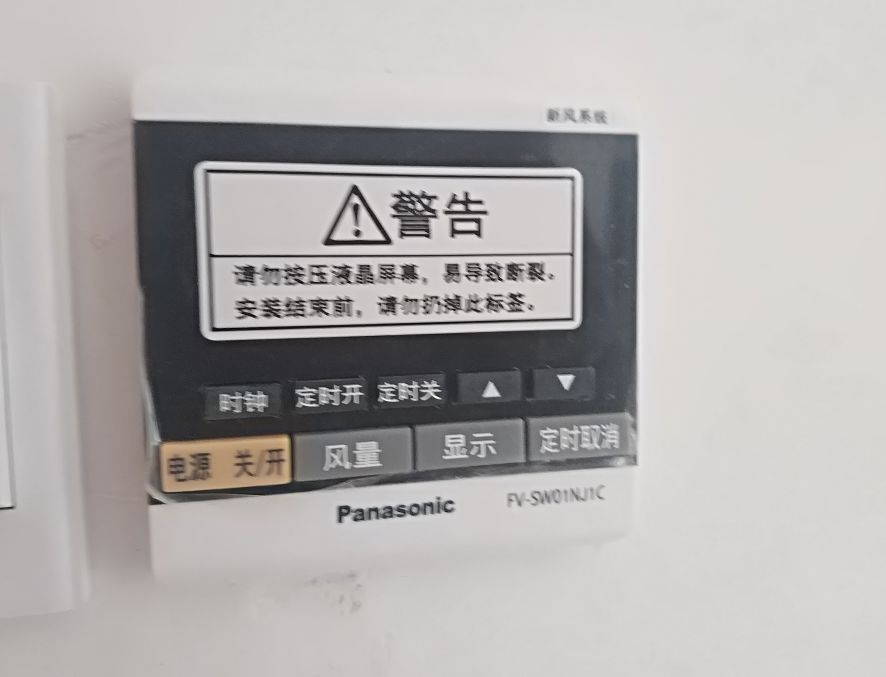 新风系统
警告
请勿按压液晶屏幕，易导致断裂。
安装结束前，请勿扔掉此标签。
时钟 定时开 定时关 ▲ ▼
电源 关/开 风量 显示 定时取消
Panasonic FV-SW01NJ1C